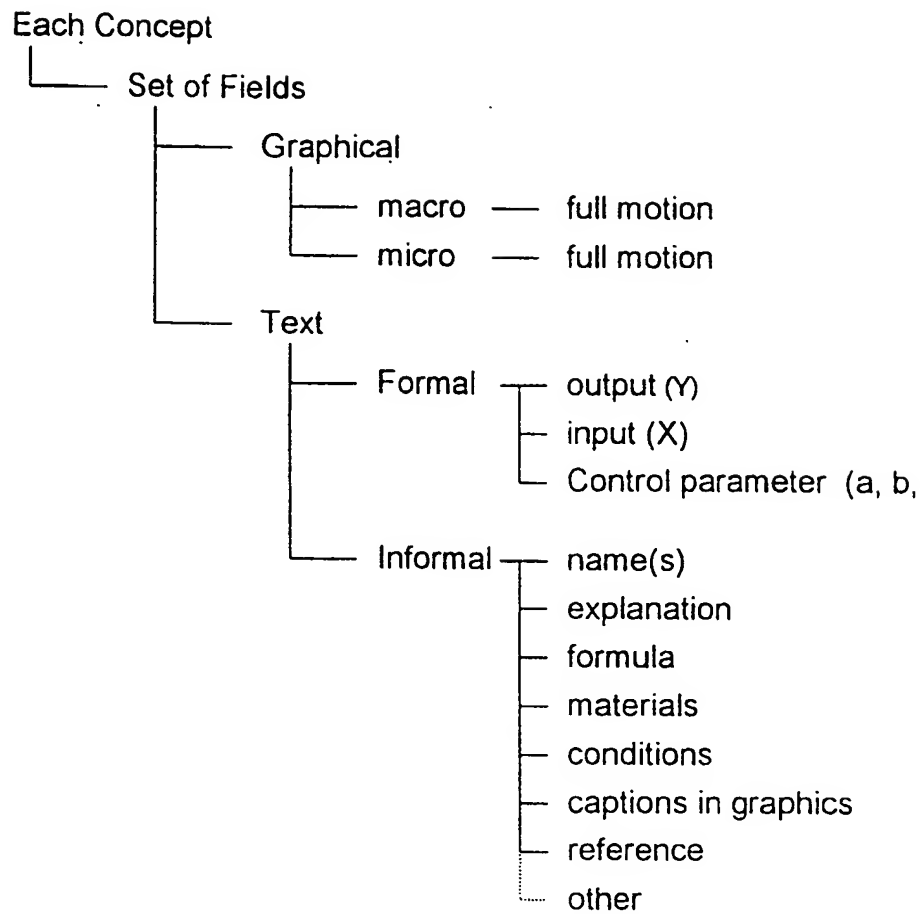 Each Concept
Set of Fields
Graphical
macro — full motion
micro — full motion
Text
Formal output (Y)
input (X)
Control parameter (a, b,
Informal name(s)
explanation
formula
materials
conditions
captions in graphics
reference
other